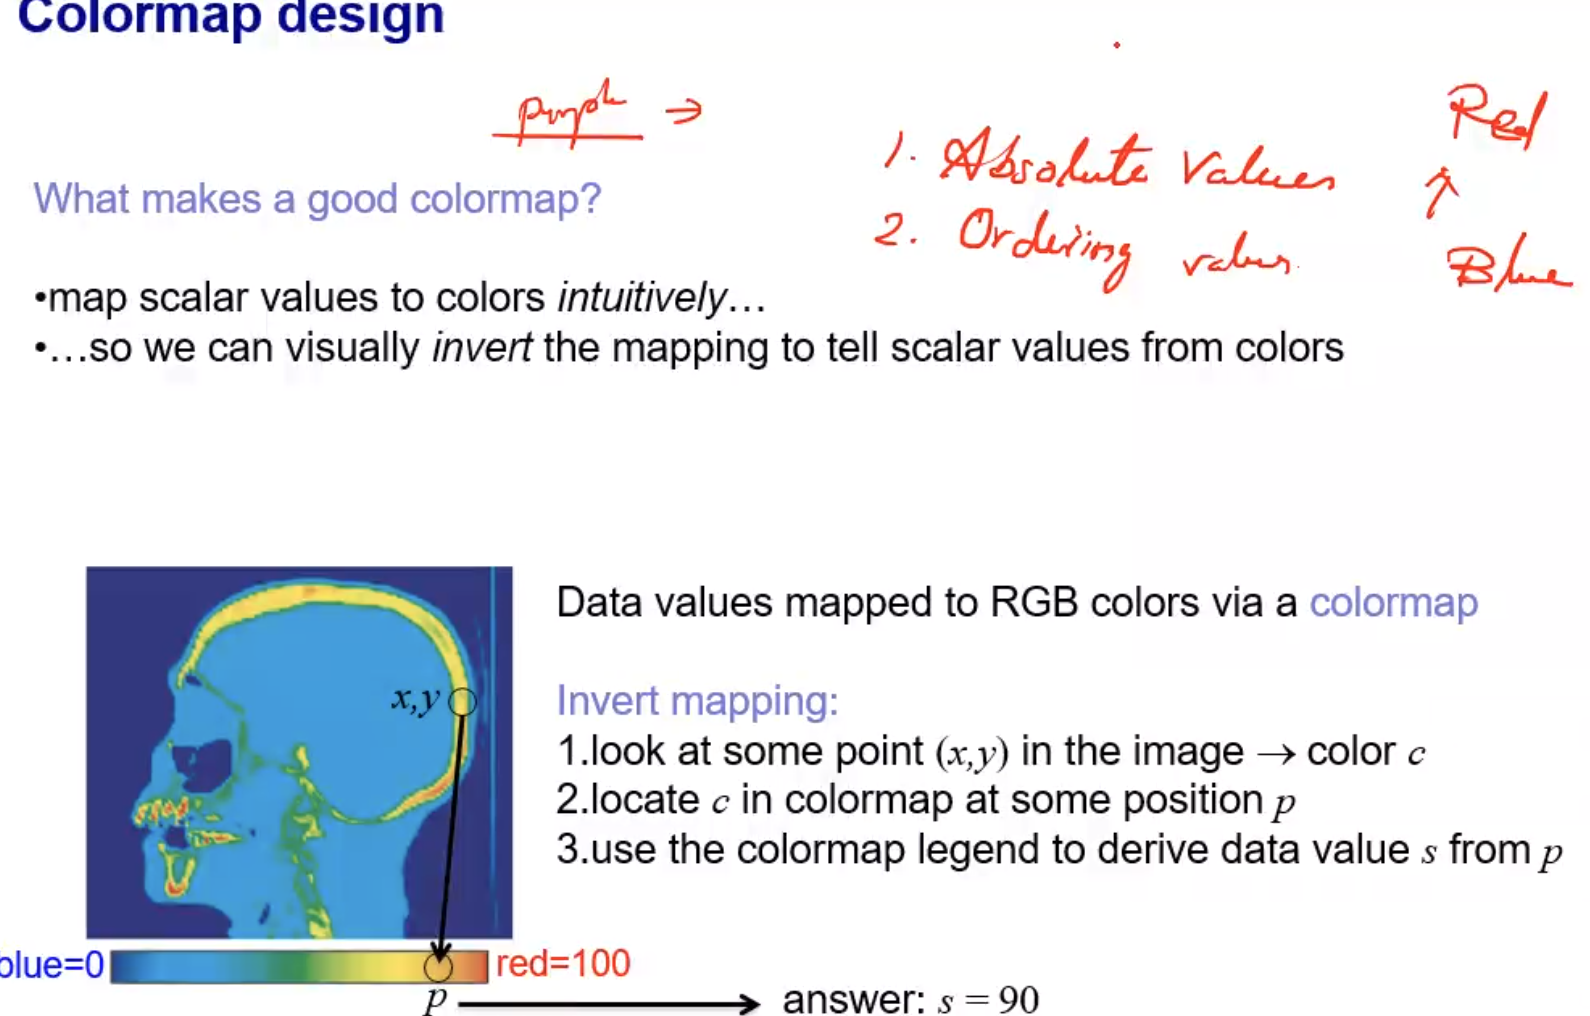 Colormap design
purple →
1. Absolute Values
2. Ordering values.
Red
↑
Blue
What makes a good colormap?
•map scalar values to colors intuitively…
•…so we can visually invert the mapping to tell scalar values from colors
Data values mapped to RGB colors via a colormap
Invert mapping:
1.look at some point (x,y) in the image → color c
2.locate c in colormap at some position p
3.use the colormap legend to derive data value s from p
x,y
blue=0
red=100
p
answer: s = 90